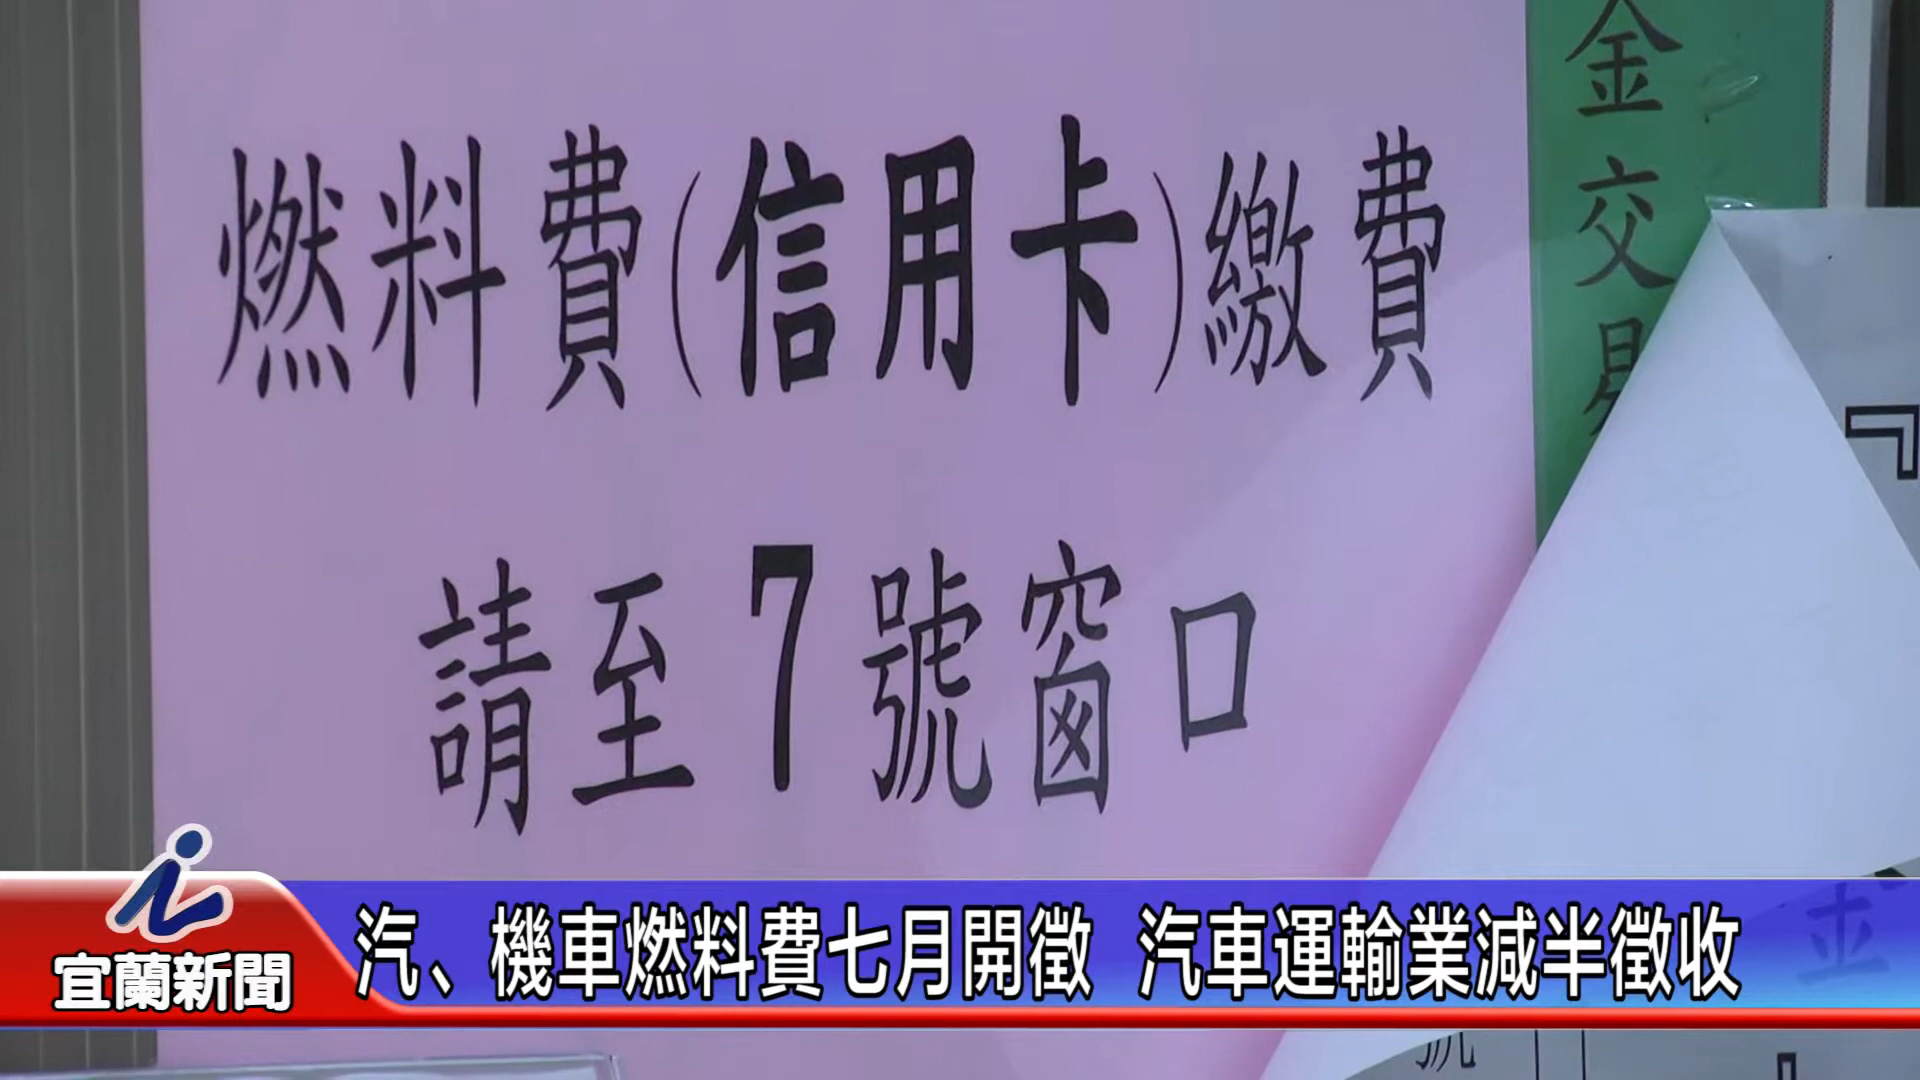 燃料費(信用卡)繳費
請至7號窗口
金交易
宜蘭新聞
汽、機車燃料費七月開徵 汽車運輸業減半徵收
號